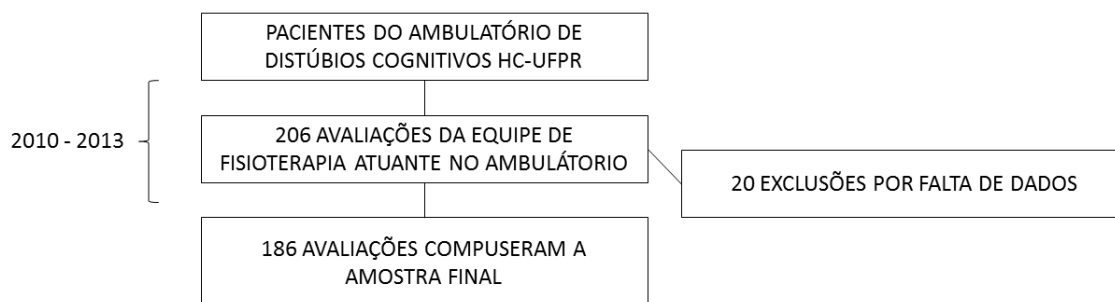 PACIENTES DO AMBULATÓRIO DE
DISTÚBIOS COGNITIVOS HC-UFPR
2010 - 2013
206 AVALIAÇÕES DA EQUIPE DE
FISIOTERAPIA ATUANTE NO AMBULÁTORIO
20 EXCLUSÕES POR FALTA DE DADOS
186 AVALIAÇÕES COMPUSERAM A
AMOSTRA FINAL